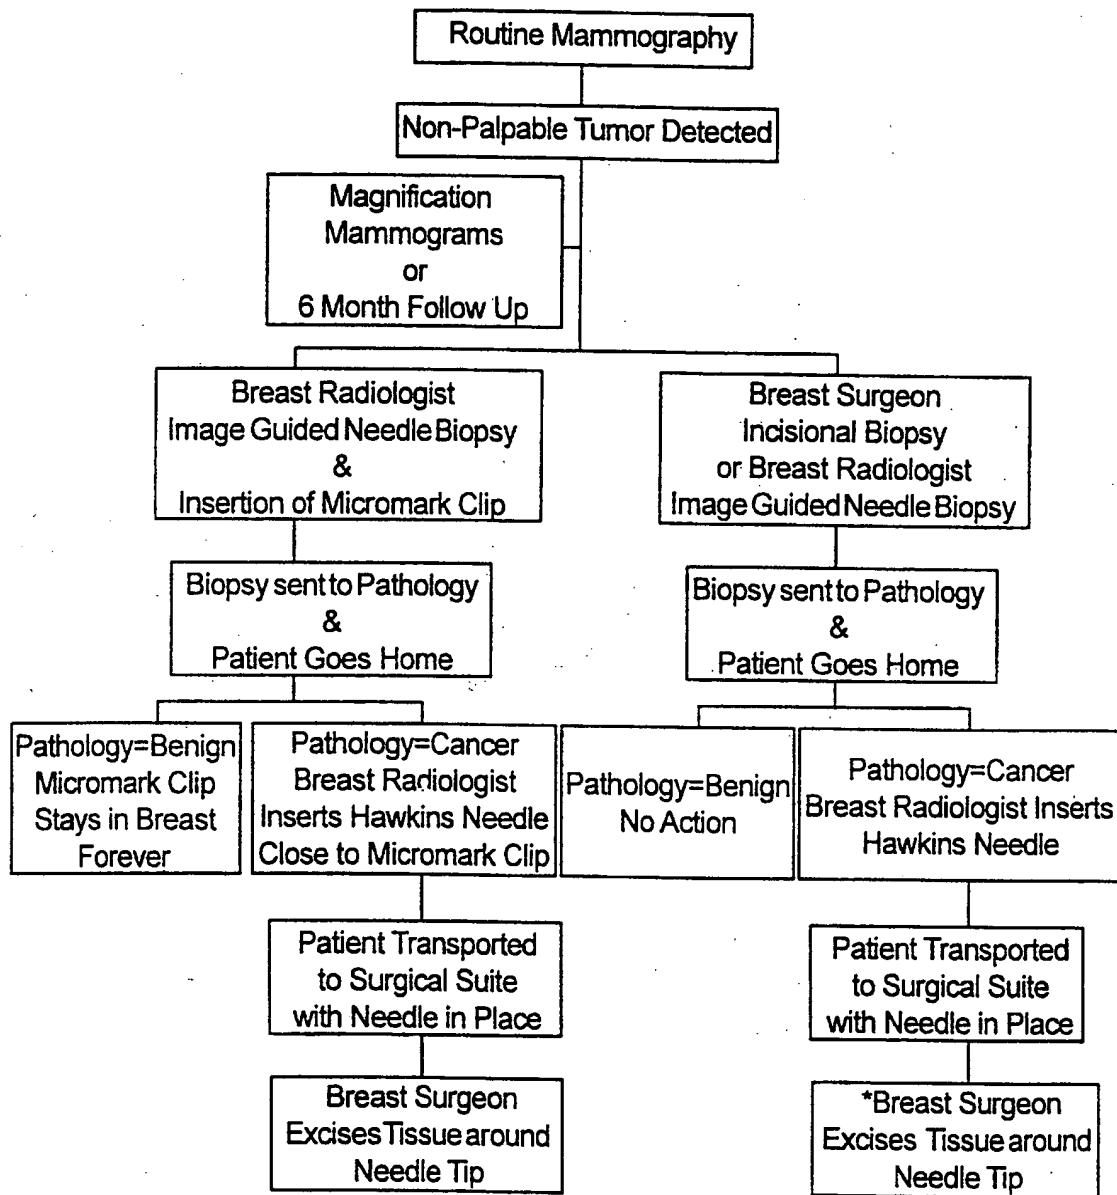 Routine Mammography
Non-Palpable Tumor Detected
Magnification
Mammograms
or
6 Month Follow Up
Breast Radiologist
Image Guided Needle Biopsy
&
Insertion of Micromark Clip
Breast Surgeon
Incisional Biopsy
or Breast Radiologist
Image Guided Needle Biopsy
Biopsy sent to Pathology
&
Patient Goes Home
Biopsy sent to Pathology
&
Patient Goes Home
Pathology=Benign
Micromark Clip
Stays in Breast
Forever
Pathology=Cancer
Breast Radiologist
Inserts Hawkins Needle
Close to Micromark Clip
Pathology=Benign
No Action
Pathology=Cancer
Breast Radiologist Inserts
Hawkins Needle
Patient Transported
to Surgical Suite
with Needle in Place
Patient Transported
to Surgical Suite
with Needle in Place
Breast Surgeon
Excises Tissue around
Needle Tip
*Breast Surgeon
Excises Tissue around
Needle Tip